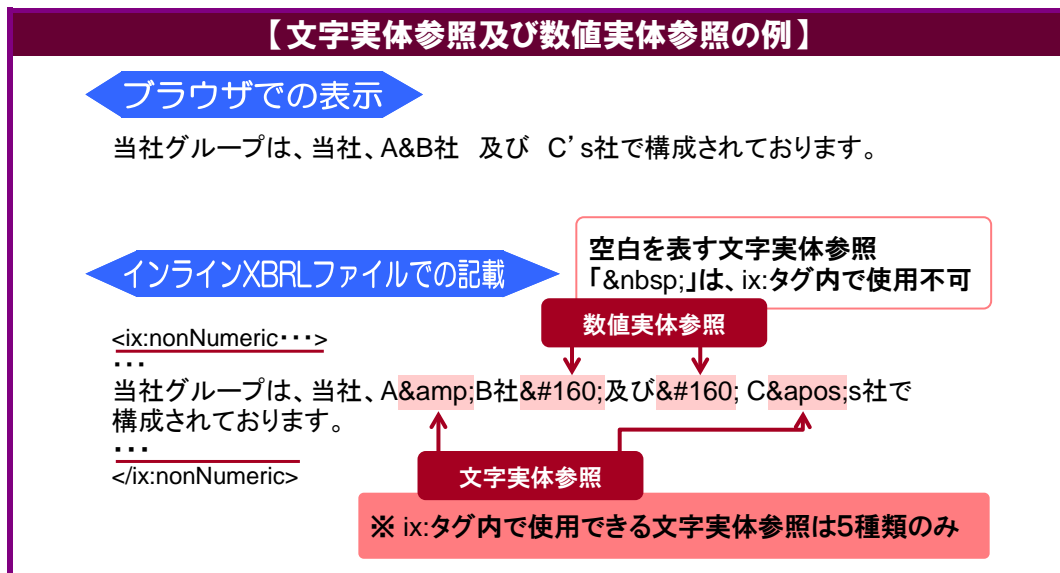 【文字実体参照及び数値実体参照の例】
ブラウザでの表示
当社グループは、当社、A&B社　及び　C’s社で構成されております。
空白を表す文字実体参照
「&nbsp;」は、ix:タグ内で使用不可
インラインXBRLファイルでの記載
数値実体参照
<ix:nonNumeric･･･>
･･･
当社グループは、当社、A&amp;B社&#160;及び&#160; C&apos;s社で
構成されております。
･･･
</ix:nonNumeric>
文字実体参照
※ ix:タグ内で使用できる文字実体参照は5種類のみ